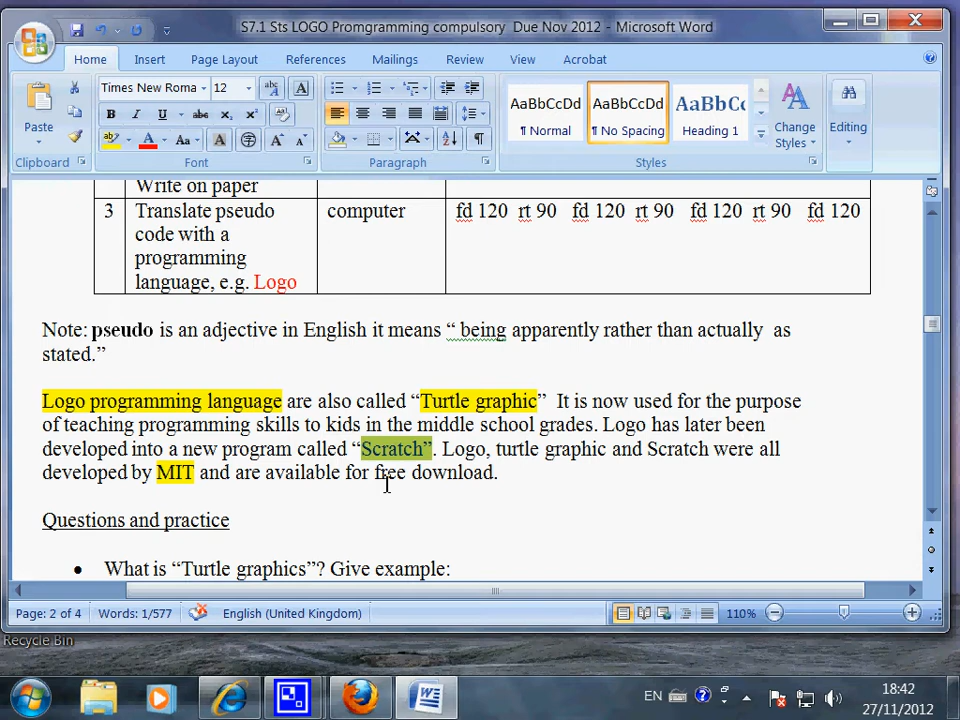 S7.1 Sts LOGO Promgramming compulsory  Due Nov 2012 - Microsoft Word
Home Insert Page Layout References Mailings Review View Acrobat
Times New Roma 12
AaBbCcDd AaBbCcDd AaBbCc
Paste
¶ Normal ¶ No Spacing Heading 1
Change Styles
Editing
Clipboard Font Paragraph Styles
Write on paper
3 Translate pseudo computer fd 120 rt 90 fd 120 rt 90 fd 120 rt 90 fd 120
code with a
programming
language, e.g. Logo
Note: pseudo is an adjective in English it means “ being apparently rather than actually  as
stated.”
Logo programming language are also called “Turtle graphic”  It is now used for the purpose
of teaching programming skills to kids in the middle school grades. Logo has later been
developed into a new program called “Scratch”. Logo, turtle graphic and Scratch were all
developed by MIT and are available for free download.
Questions and practice
• What is “Turtle graphics”? Give example:
Page: 2 of 4 Words: 1/577 English (United Kingdom) 110%
Recycle Bin
EN 18:42
27/11/2012